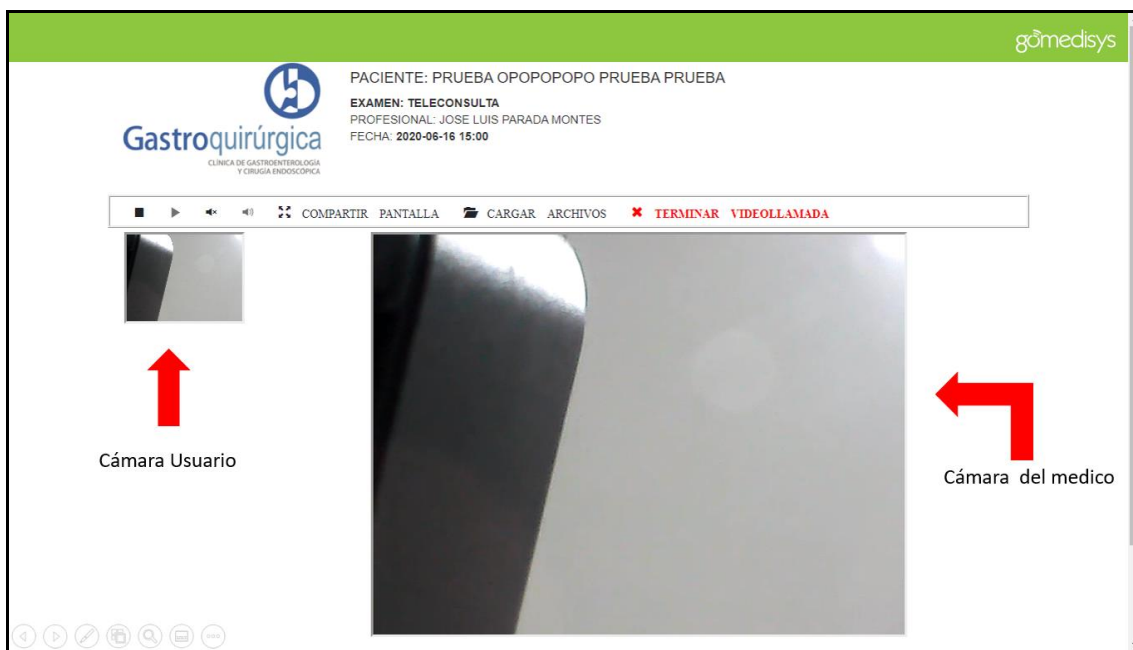 gomedisys
PACIENTE: PRUEBA OPOPOPOPO PRUEBA PRUEBA
EXAMEN: TELECONSULTA
PROFESIONAL: JOSE LUIS PARADA MONTES
FECHA: 2020-06-16 15:00
Gastroquirúrgica
CLÍNICA DE GASTROENTEROLOGÍA
Y CIRUGÍA ENDOSCÓPICA
COMPARTIR PANTALLA CARGAR ARCHIVOS TERMINAR VIDEOLLAMADA
Cámara Usuario
Cámara del medico